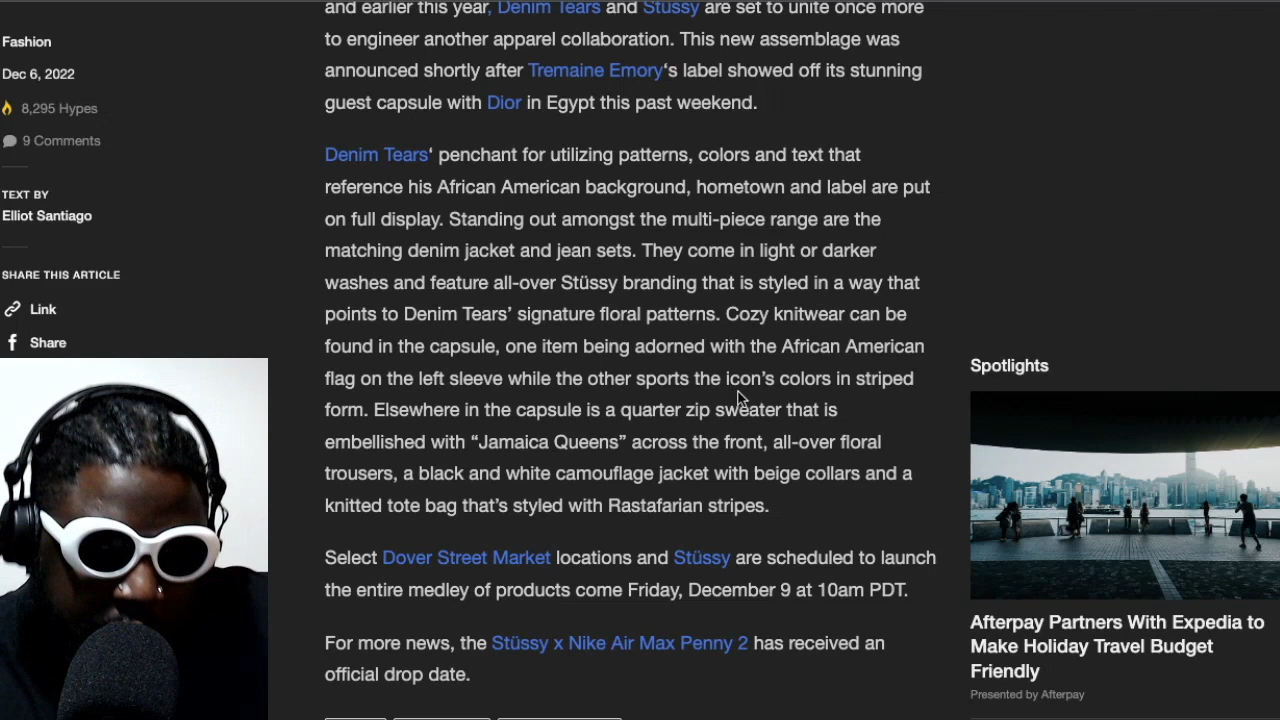 Fashion
Dec 6, 2022
8,295 Hypes
9 Comments
TEXT BY
Elliot Santiago
SHARE THIS ARTICLE
Link
Share
and earlier this year, Denim Tears and Stüssy are set to unite once more
to engineer another apparel collaboration. This new assemblage was
announced shortly after Tremaine Emory‘s label showed off its stunning
guest capsule with Dior in Egypt this past weekend.
Denim Tears‘ penchant for utilizing patterns, colors and text that
reference his African American background, hometown and label are put
on full display. Standing out amongst the multi-piece range are the
matching denim jacket and jean sets. They come in light or darker
washes and feature all-over Stüssy branding that is styled in a way that
points to Denim Tears’ signature floral patterns. Cozy knitwear can be
found in the capsule, one item being adorned with the African American
flag on the left sleeve while the other sports the icon’s colors in striped
form. Elsewhere in the capsule is a quarter zip sweater that is
embellished with “Jamaica Queens” across the front, all-over floral
trousers, a black and white camouflage jacket with beige collars and a
knitted tote bag that’s styled with Rastafarian stripes.
Select Dover Street Market locations and Stüssy are scheduled to launch
the entire medley of products come Friday, December 9 at 10am PDT.
For more news, the Stüssy x Nike Air Max Penny 2 has received an
official drop date.
Spotlights
Afterpay Partners With Expedia to
Make Holiday Travel Budget
Friendly
Presented by Afterpay